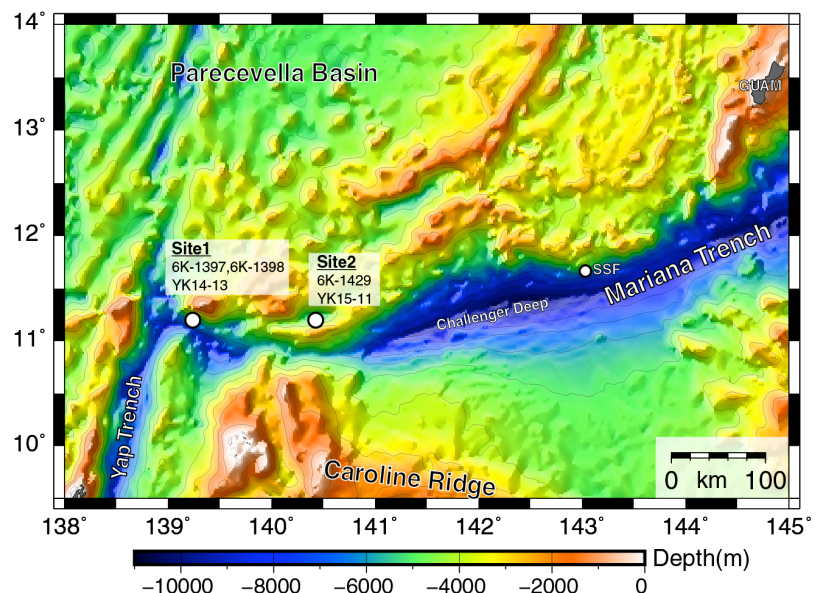 14°
Parecevella Basin
GUAM
13°
12°
Site1
6K-1397,6K-1398
YK14-13
Site2
6K-1429
YK15-11
SSF
Mariana Trench
Challenger Deep
11°
Yap Trench
10°
Caroline Ridge
0 km 100
138° 139° 140° 141° 142° 143° 144° 145°
Depth(m)
−10000 −8000 −6000 −4000 −2000 0